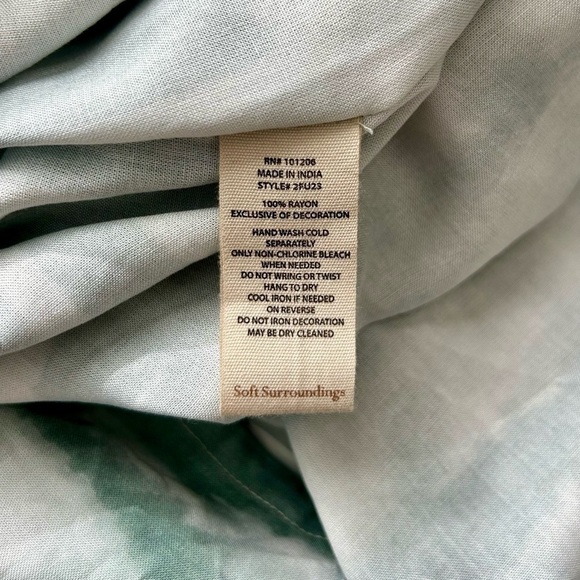 RN# 101206
MADE IN INDIA
STYLE# 2FU23
100% RAYON
EXCLUSIVE OF DECORATION
HAND WASH COLD
SEPARATELY
ONLY NON-CHLORINE BLEACH
WHEN NEEDED
DO NOT WRING OR TWIST
HANG TO DRY
COOL IRON IF NEEDED
ON REVERSE
DO NOT IRON DECORATION
MAY BE DRY CLEANED
Soft Surroundings